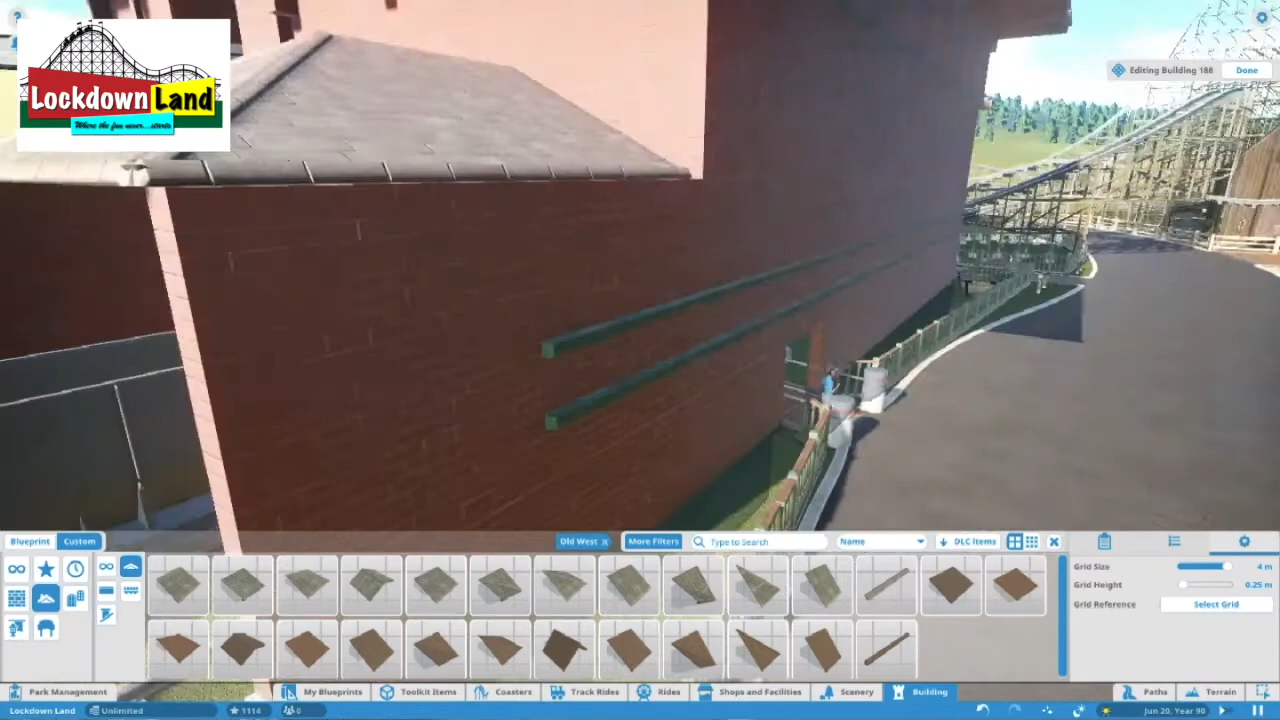 Lockdown Land
Where the fun never...starts
Editing Building 188
Done
Blueprint
Custom
Old West
More Filters
Type to Search
Name
DLC Items
Grid Size
4 m
Grid Height
0.25 m
Grid Reference
Select Grid
Park Management
My Blueprints
Toolkit Items
Coasters
Track Rides
Rides
Shops and Facilities
Scenery
Building
Paths
Terrain
Lockdown Land
Unlimited
1114
0
Jun 20, Year 90